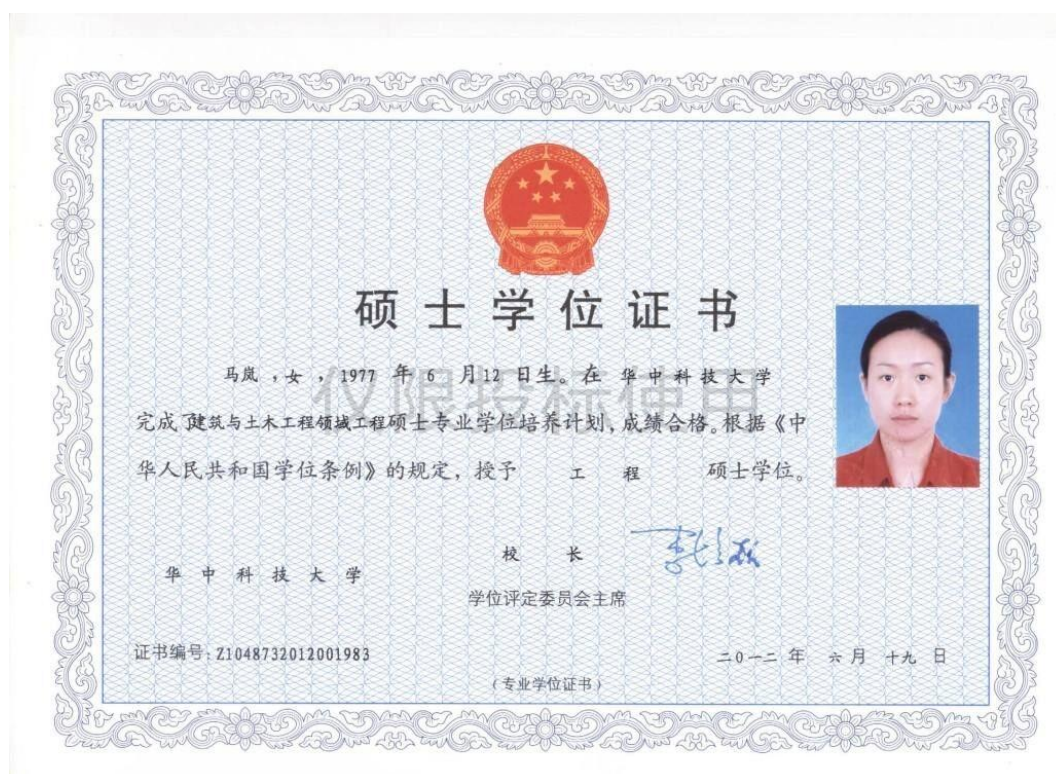 硕士学位证书
仅限投标使用
马岚，女，1977 年 6 月12 日生。在 华中科技大学
完成了建筑与土木工程领域工程硕士专业学位培养计划，成绩合格。根据《中
华人民共和国学位条例》的规定，授予 工 程 硕士学位。
校 长
华中科技大学
学位评定委员会主席
证书编号：Z1048732012001983
二0一二 年 六 月 十九 日
（专业学位证书）